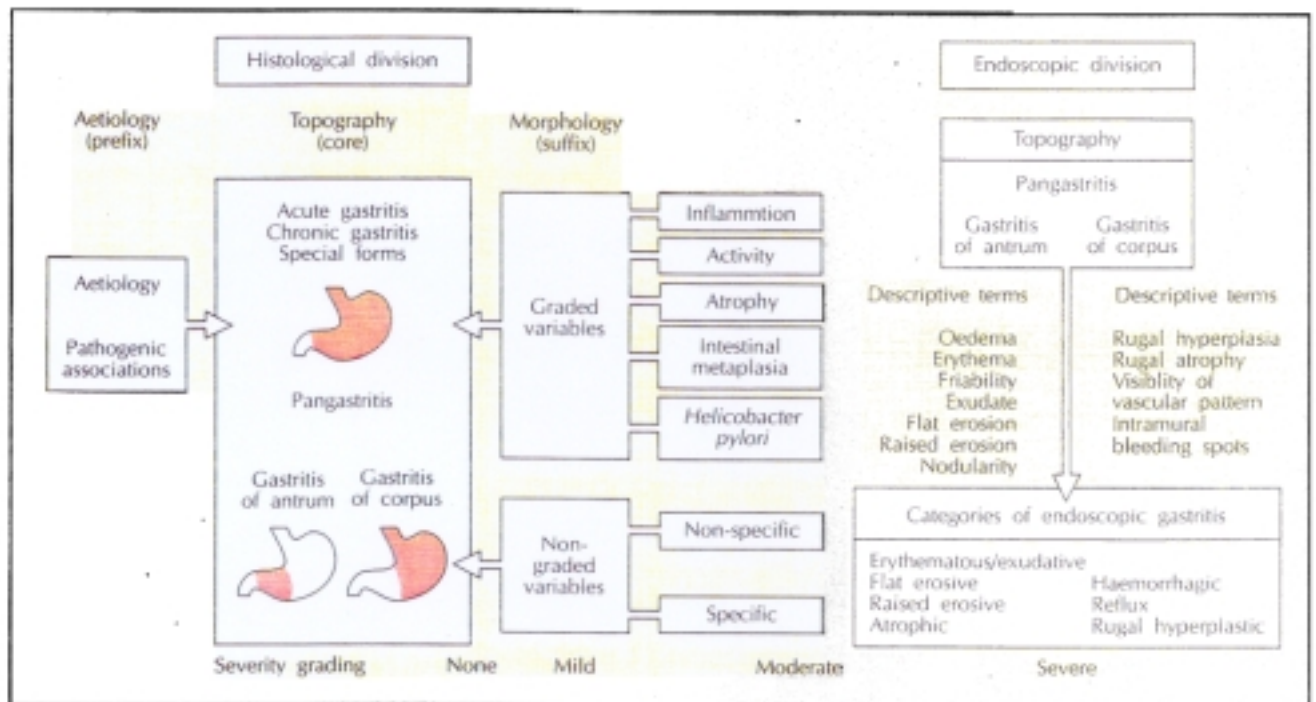 Histological division
Endoscopic division
Aetiology
(prefix)
Topography
(core)
Morphology
(suffix)
Acute gastritis
Chronic gastritis
Special forms
Pangastritis
Gastritis
of antrum
Gastritis
of corpus
Aetiology
Pathogenic
associations
Graded
variables
Inflammtion
Activity
Atrophy
Intestinal
metaplasia
Helicobacter
pylori
Non-
graded
variables
Non-specific
Specific
Topography
Pangastritis
Gastritis
of antrum
Gastritis
of corpus
Descriptive terms
Oedema
Erythema
Friability
Exudate
Flat erosion
Raised erosion
Nodularity
Descriptive terms
Rugal hyperplasia
Rugal atrophy
Visiblity of
vascular pattern
Intramural
bleeding spots
Categories of endoscopic gastritis
Erythematous/exudative
Flat erosive
Raised erosive
Atrophic
Haemorrhagic
Reflux
Rugal hyperplastic
Severity grading None Mild Moderate Severe